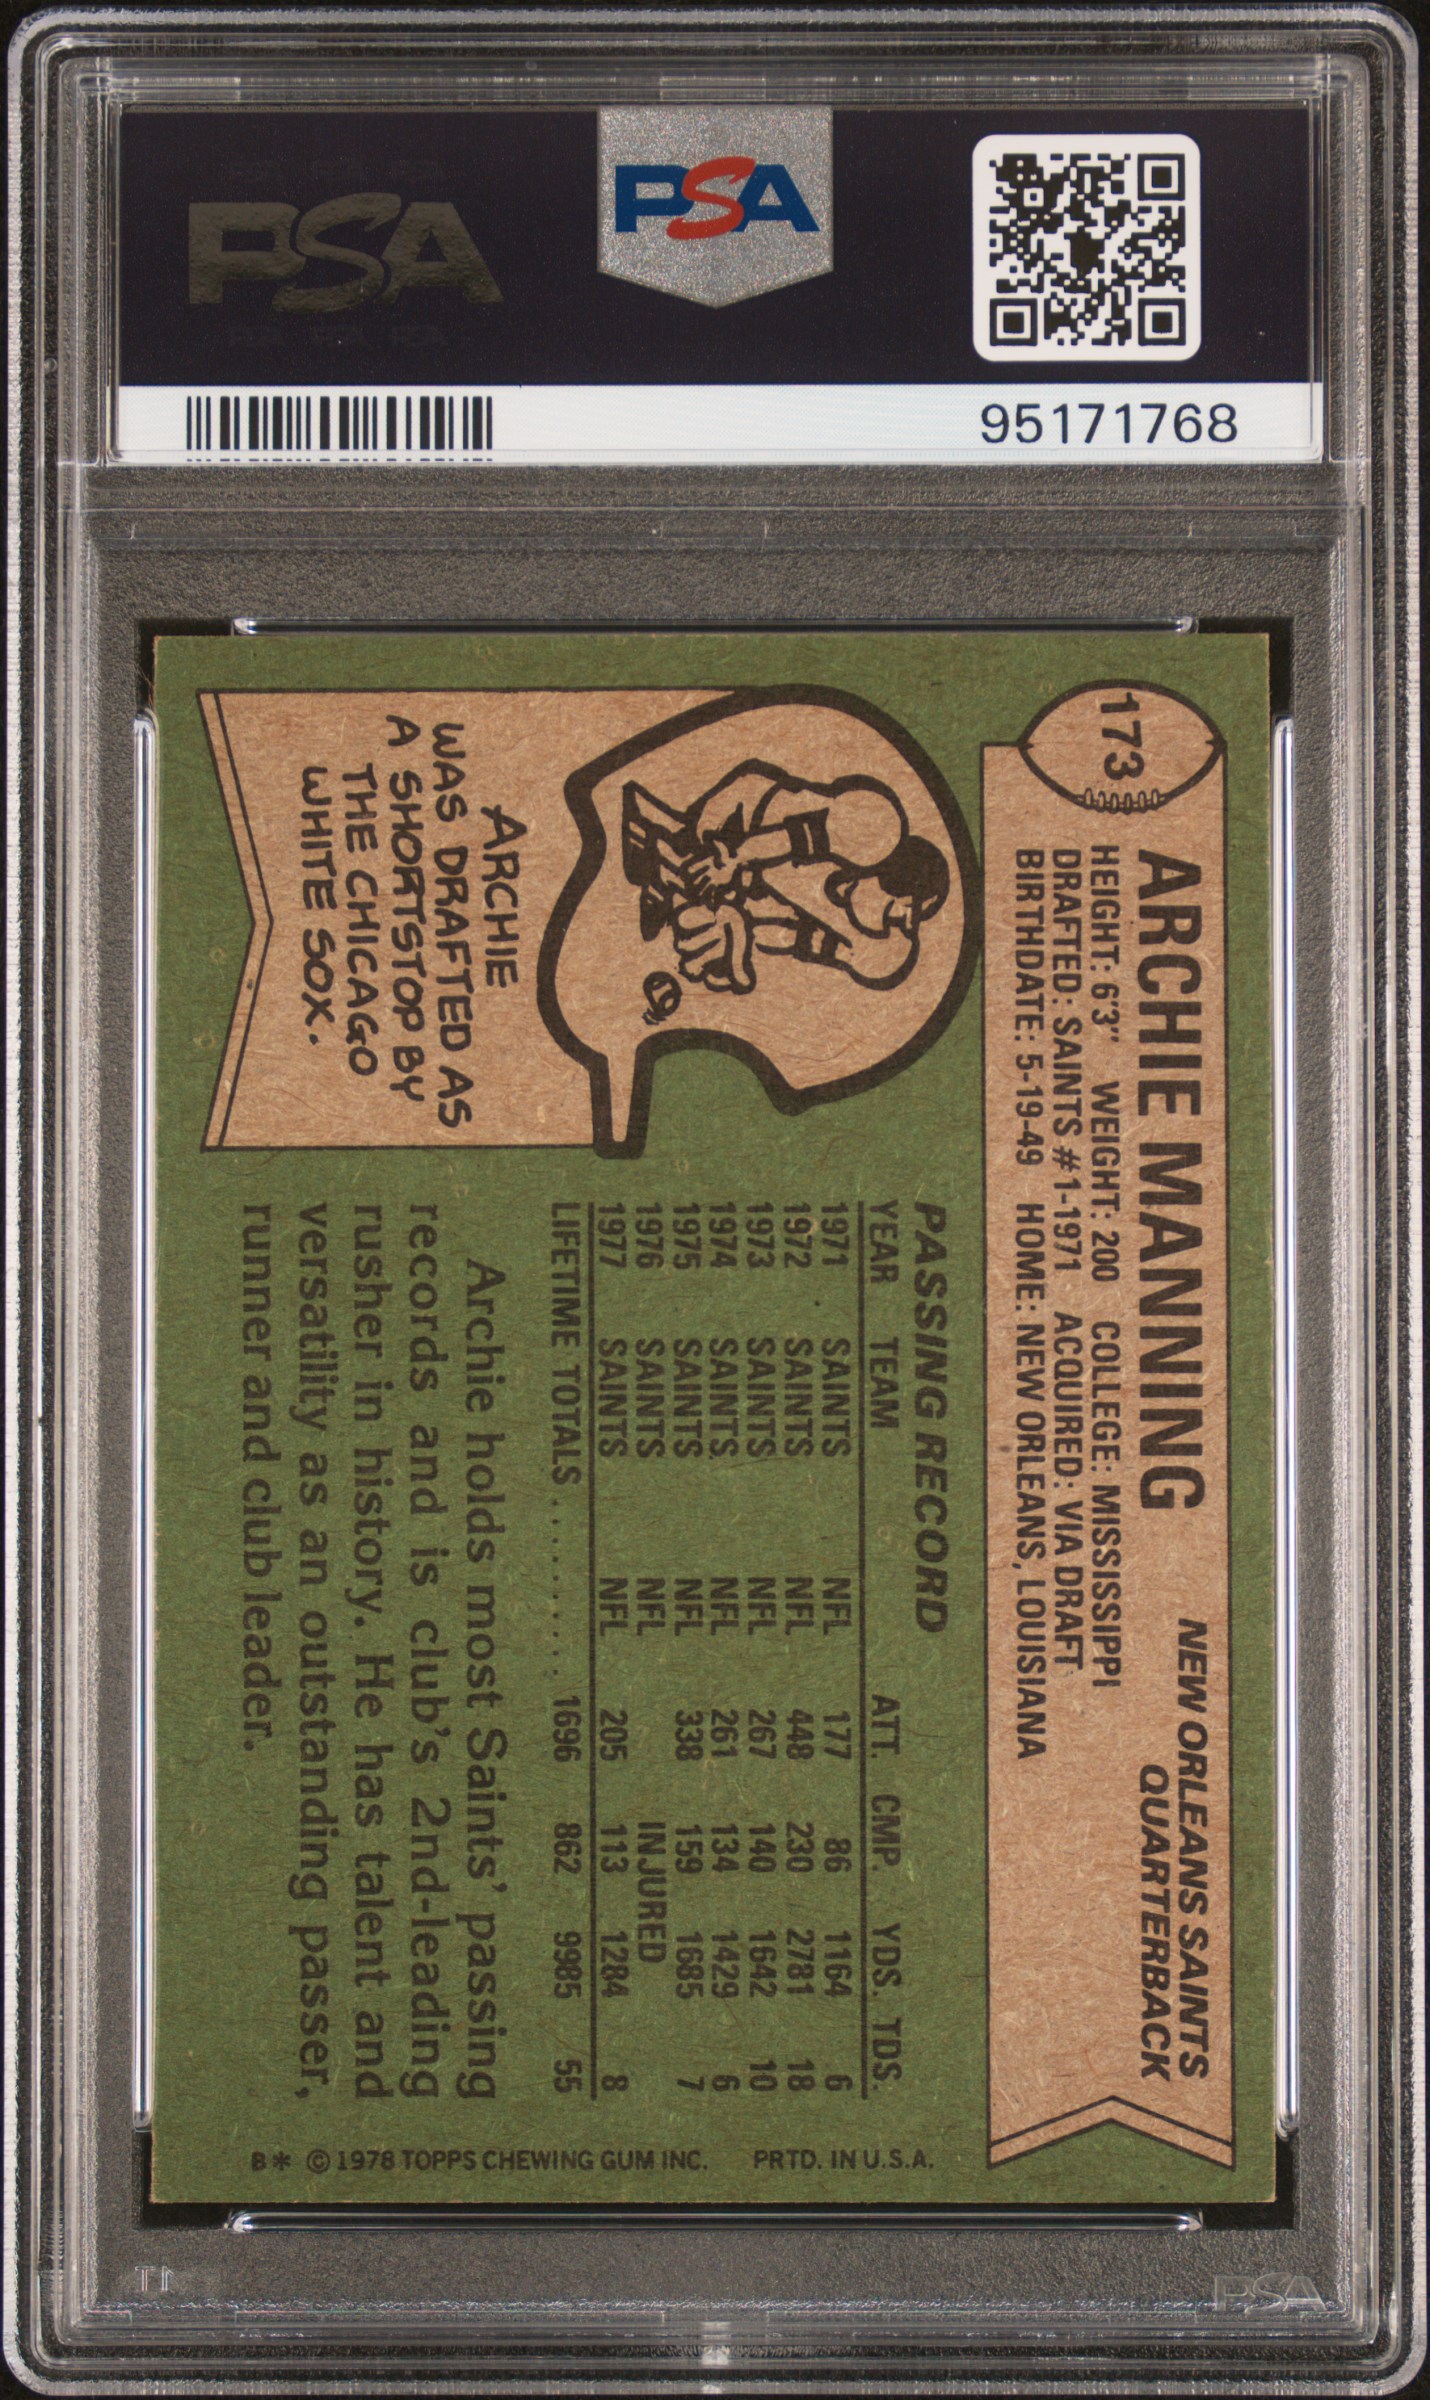 PSA
PSA
95171768
173
ARCHIE MANNING
NEW ORLEANS SAINTS
QUARTERBACK
HEIGHT: 6'3" WEIGHT: 200 COLLEGE: MISSISSIPPI
DRAFTED: SAINTS #1-1971 ACQUIRED: VIA DRAFT
BIRTHDATE: 5-19-49 HOME: NEW ORLEANS, LOUISIANA
PASSING RECORD
YEAR TEAM ATT. CMP. YDS. TDS.
1971 SAINTS NFL 177 86 1164 6
1972 SAINTS NFL 448 230 2781 18
1973 SAINTS NFL 267 140 1642 10
1974 SAINTS NFL 261 134 1429 6
1975 SAINTS NFL 338 159 1685 7
1976 SAINTS NFL INJURED
1977 SAINTS NFL 205 113 1284 8
LIFETIME TOTALS .......... 1696 862 9985 55
Archie holds most Saints' passing
records and is club's 2nd-leading
rusher in history. He has talent and
versatility as an outstanding passer,
runner and club leader.
ARCHIE
WAS DRAFTED AS
A SHORTSTOP BY
THE CHICAGO
WHITE SOX.
B* © 1978 TOPPS CHEWING GUM INC. PRTD. IN U.S.A.
PSA